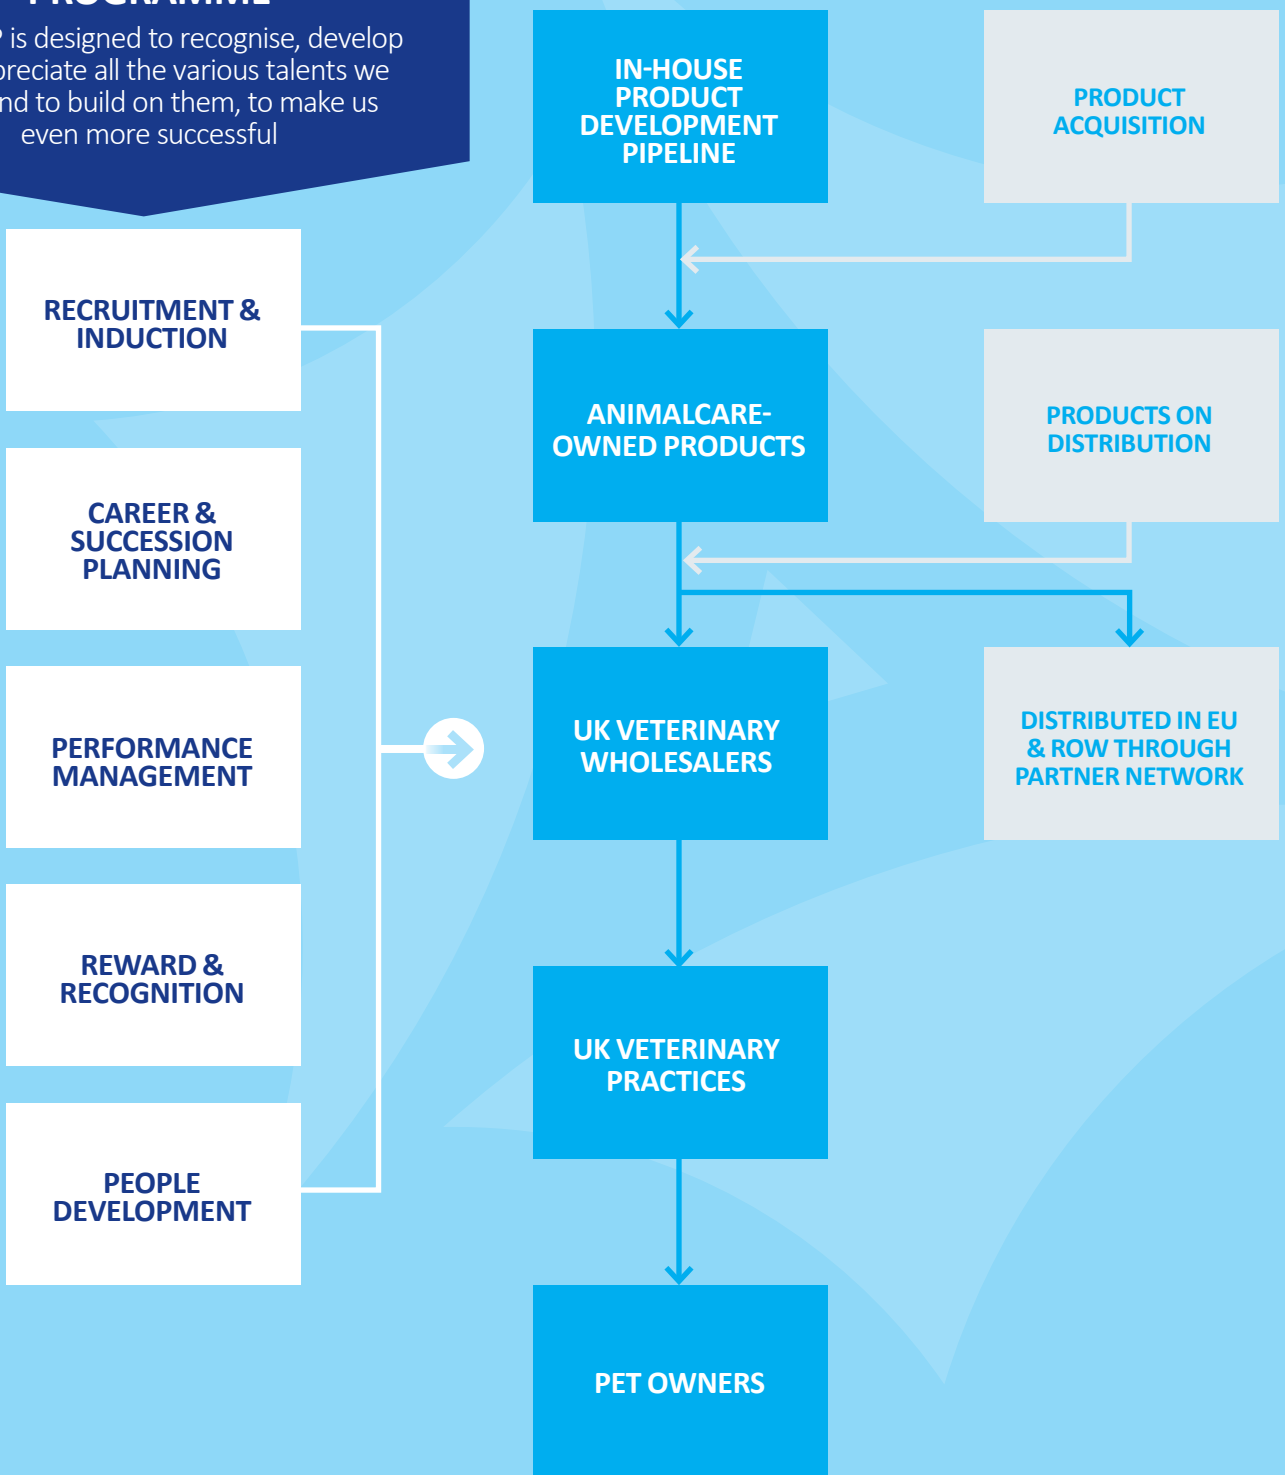 PROGRAMME
is designed to recognise, develop
all the various talents we
to build on them, to make us
even more successful
RECRUITMENT &
INDUCTION
CAREER &
SUCCESSION
PLANNING
PERFORMANCE
MANAGEMENT
REWARD &
RECOGNITION
PEOPLE
DEVELOPMENT
IN-HOUSE
PRODUCT
DEVELOPMENT
PIPELINE
PRODUCT
ACQUISITION
ANIMALCARE-
OWNED PRODUCTS
PRODUCTS ON
DISTRIBUTION
UK VETERINARY
WHOLESALERS
DISTRIBUTED IN EU
& ROW THROUGH
PARTNER NETWORK
UK VETERINARY
PRACTICES
PET OWNERS